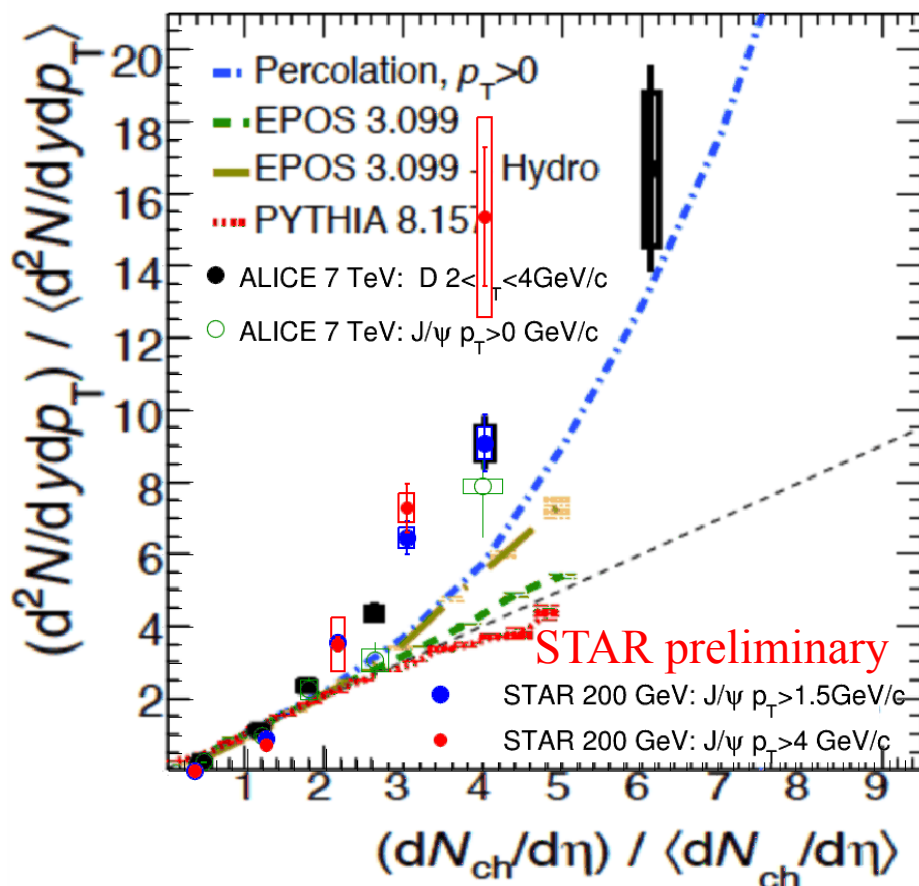 (d²N/dydp_T) / ⟨d²N/dydp_T⟩
20
18
16
14
12
10
8
6
4
2
Percolation, p_T>0
EPOS 3.099
EPOS 3.099 Hydro
PYTHIA 8.157
ALICE 7 TeV: D 2< _T<4GeV/c
ALICE 7 TeV: J/ψ p_T>0 GeV/c
STAR preliminary
STAR 200 GeV: J/ψ p_T>1.5GeV/c
STAR 200 GeV: J/ψ p_T>4 GeV/c
1 2 3 4 5 6 7 8 9
(dN_ch/dη) / ⟨dN_ch/dη⟩